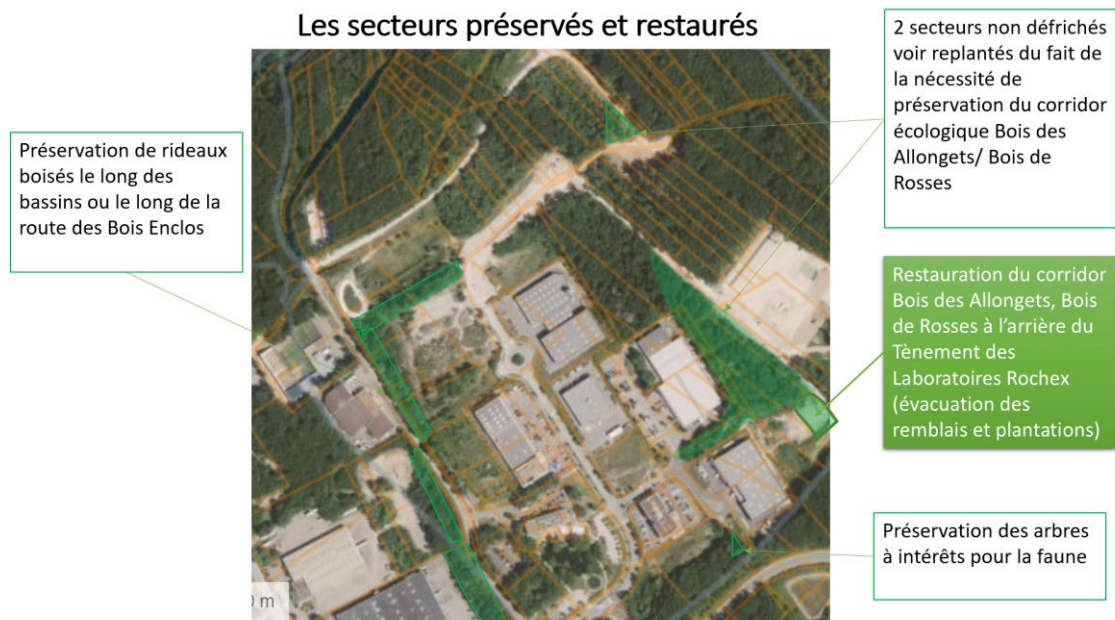 Les secteurs préservés et restaurés
2 secteurs non défrichés
voir replantés du fait de
la nécessité de
préservation du corridor
écologique Bois des
Allongets/ Bois de
Rosses
Préservation de rideaux
boisés le long des
bassins ou le long de la
route des Bois Enclos
Restauration du corridor
Bois des Allongets, Bois
de Rosses à l’arrière du
Tènement des
Laboratoires Rochex
(évacuation des
remblais et plantations)
Préservation des arbres
à intérêts pour la faune
m